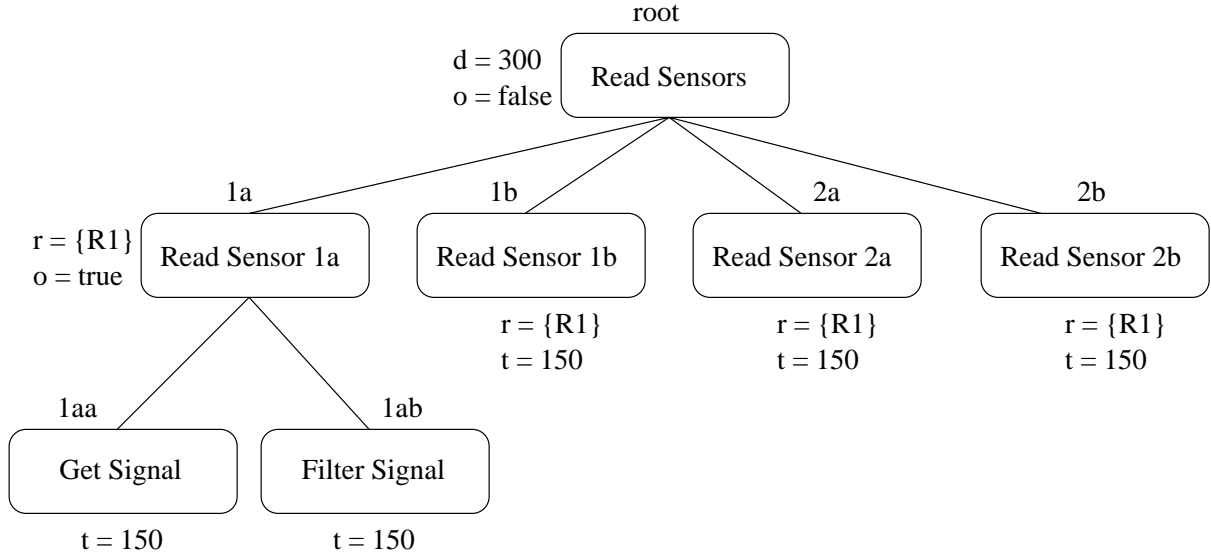 root
d = 300
o = false
Read Sensors
1a
1b
2a
2b
r = {R1}
o = true
Read Sensor 1a
Read Sensor 1b
Read Sensor 2a
Read Sensor 2b
r = {R1}
t = 150
r = {R1}
t = 150
r = {R1}
t = 150
1aa
1ab
Get Signal
Filter Signal
t = 150
t = 150